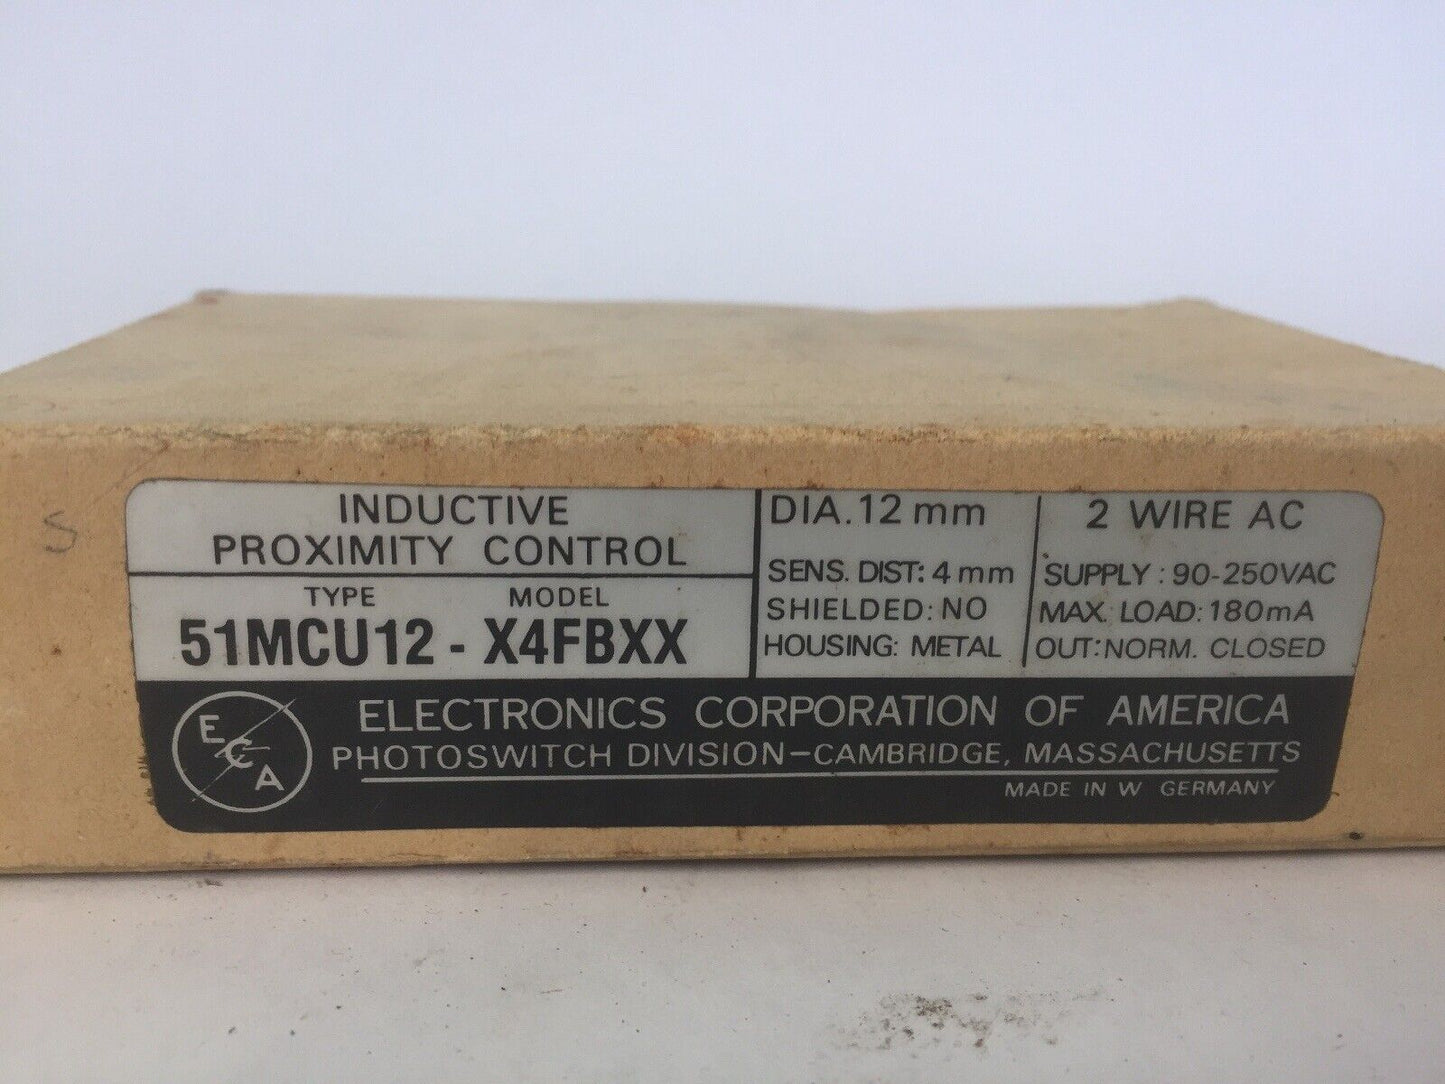 S
INDUCTIVE
PROXIMITY CONTROL
TYPE MODEL
51MCU12 - X4FBXX
DIA. 12 mm
SENS. DIST: 4 mm
SHIELDED: NO
HOUSING: METAL
2 WIRE AC
SUPPLY : 90-250VAC
MAX. LOAD: 180mA
OUT: NORM. CLOSED
ECA
ELECTRONICS CORPORATION OF AMERICA
PHOTOSWITCH DIVISION–CAMBRIDGE, MASSACHUSETTS
MADE IN W GERMANY